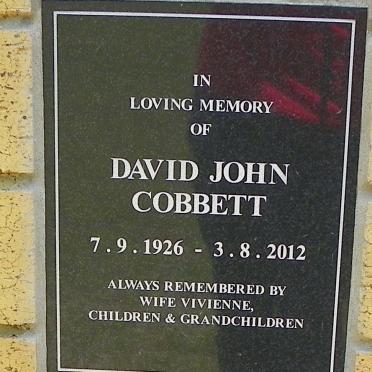 IN
LOVING MEMORY
OF
DAVID JOHN
COBBETT
7.9.1926 - 3.8.2012
ALWAYS REMEMBERED BY
WIFE VIVIENNE,
CHILDREN & GRANDCHILDREN